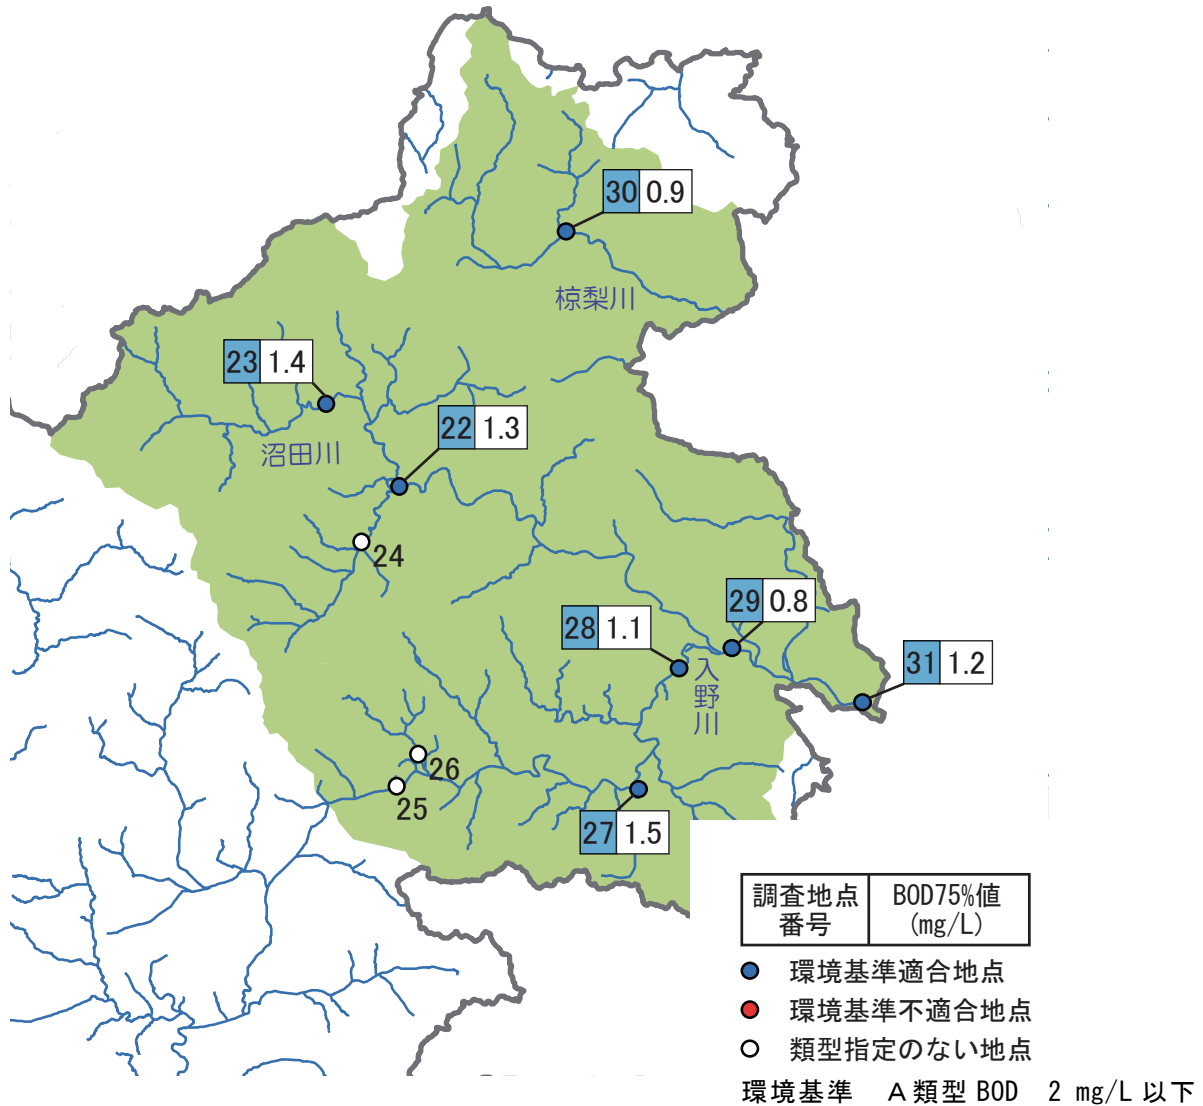 30 0.9
椋梨川
23 1.4
22 1.3
沼田川
24
29 0.8
28 1.1
31 1.2
入野川
26
25
27 1.5
調査地点番号
BOD75%値
(mg/L)
環境基準適合地点
環境基準不適合地点
類型指定のない地点
環境基準 A類型 BOD 2 mg/L 以下